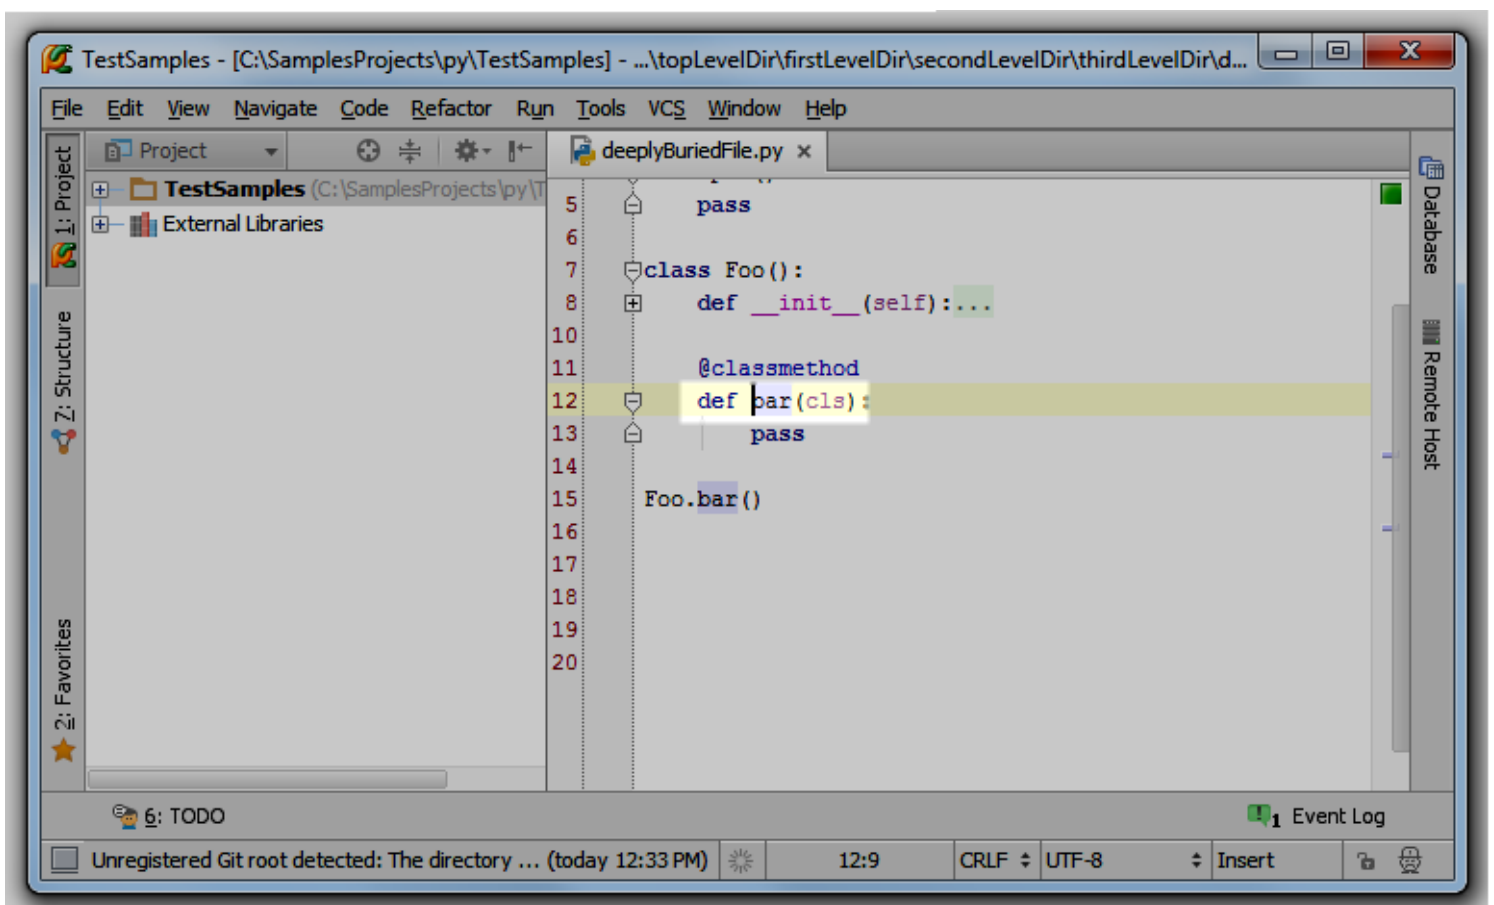 TestSamples - [C:\SamplesProjects\py\TestSamples] - ...\topLevelDir\firstLevelDir\secondLevelDir\thirdLevelDir\d...
File Edit View Navigate Code Refactor Run Tools VCS Window Help
1: Project
7: Structure
2: Favorites
Project
TestSamples (C:\SamplesProjects\py\T
External Libraries
deeplyBuriedFile.py
5 pass
6
7 class Foo():
8 def __init__(self):...
10
11 @classmethod
12 def bar(cls):
13 pass
14
15 Foo.bar()
16
17
18
19
20
Database
Remote Host
6: TODO
1 Event Log
Unregistered Git root detected: The directory ... (today 12:33 PM) 12:9 CRLF UTF-8 Insert